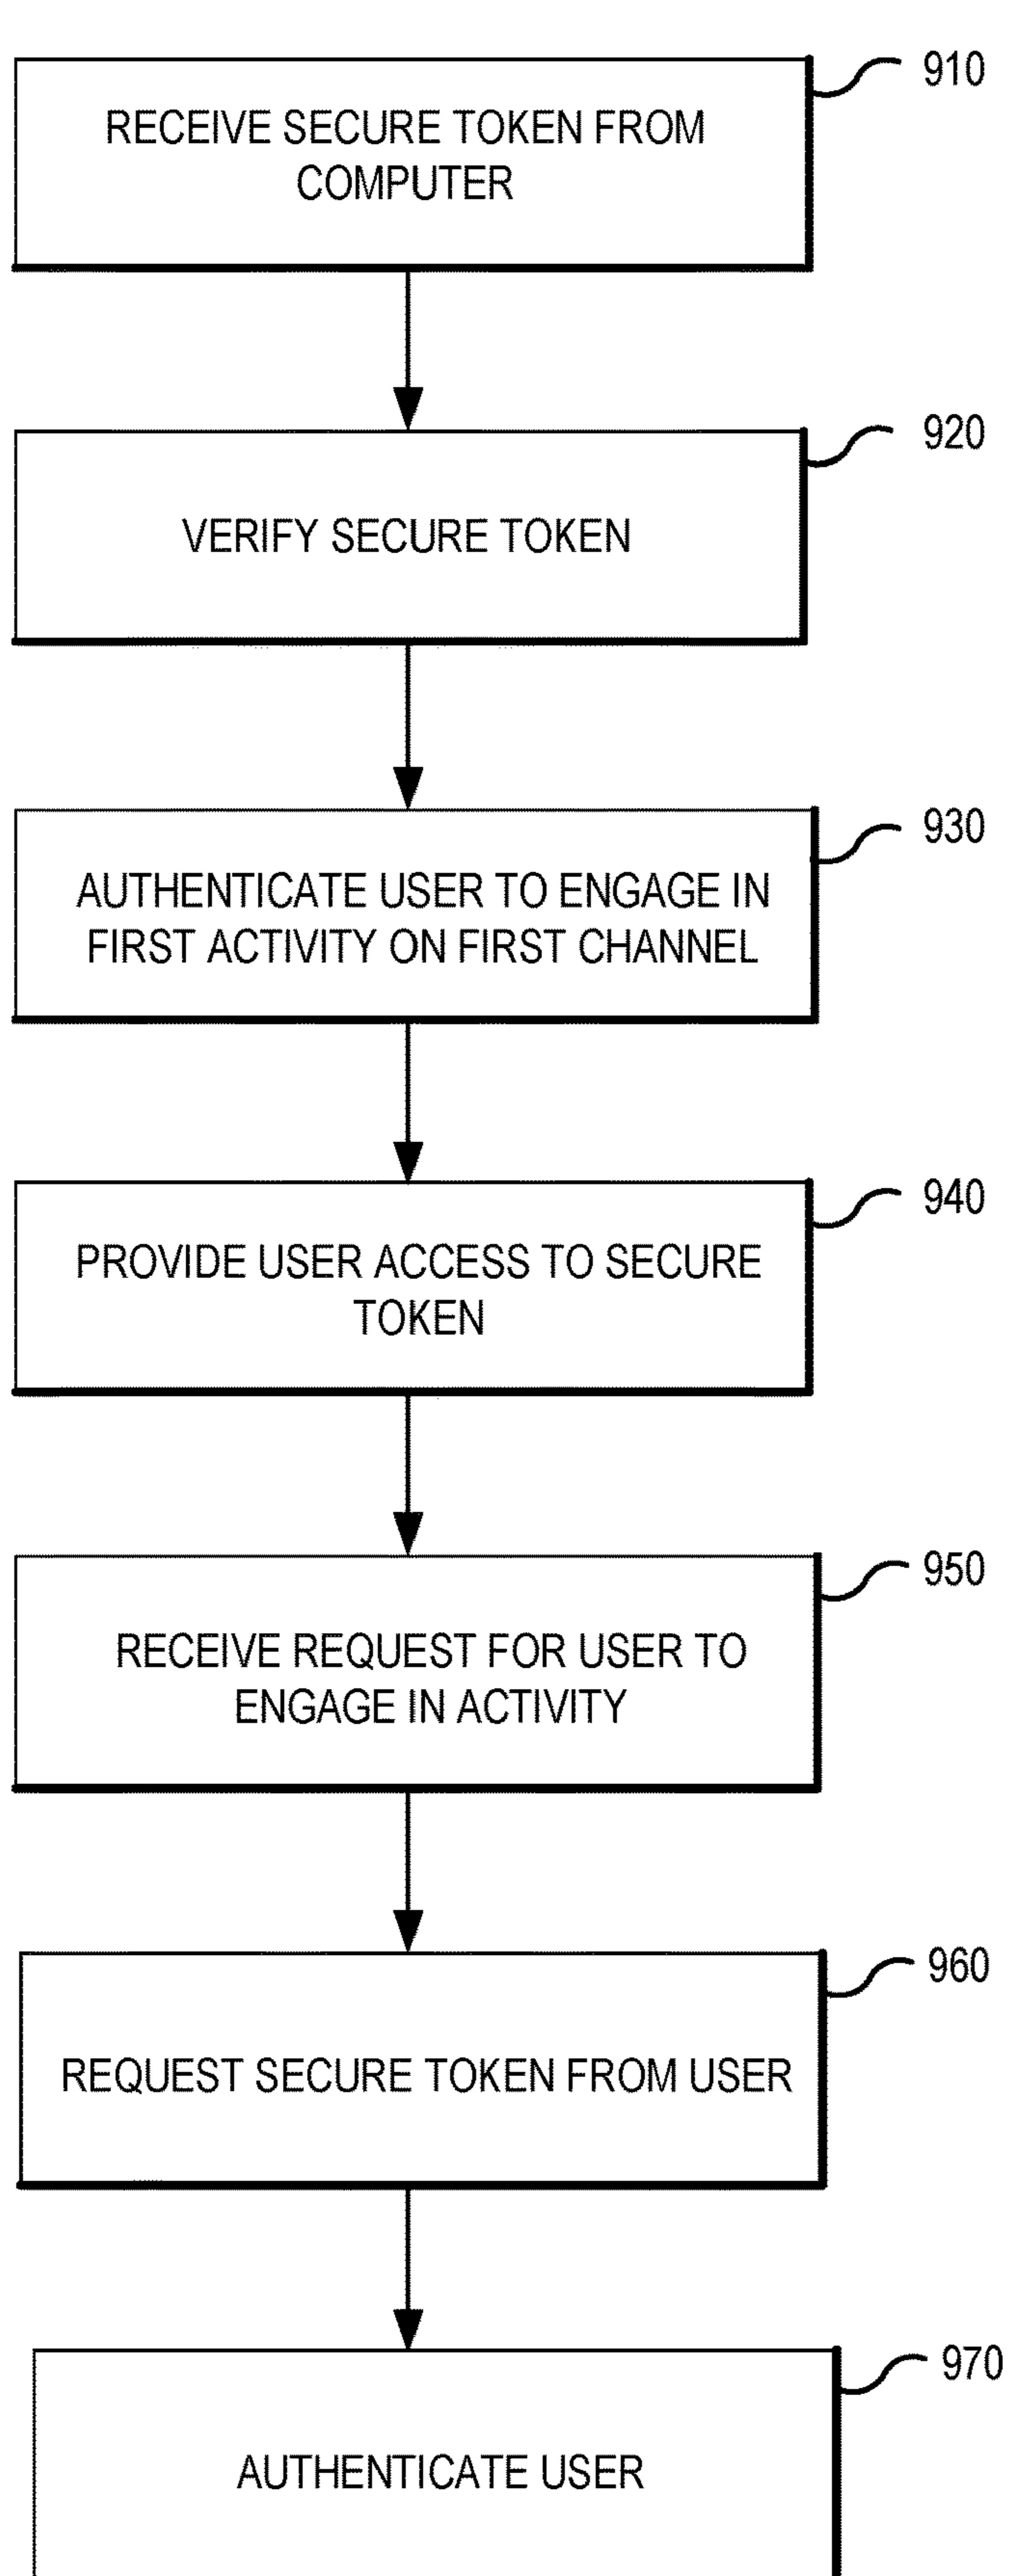 910
RECEIVE SECURE TOKEN FROM
COMPUTER
920
VERIFY SECURE TOKEN
930
AUTHENTICATE USER TO ENGAGE IN
FIRST ACTIVITY ON FIRST CHANNEL
940
PROVIDE USER ACCESS TO SECURE
TOKEN
950
RECEIVE REQUEST FOR USER TO
ENGAGE IN ACTIVITY
960
REQUEST SECURE TOKEN FROM USER
970
AUTHENTICATE USER